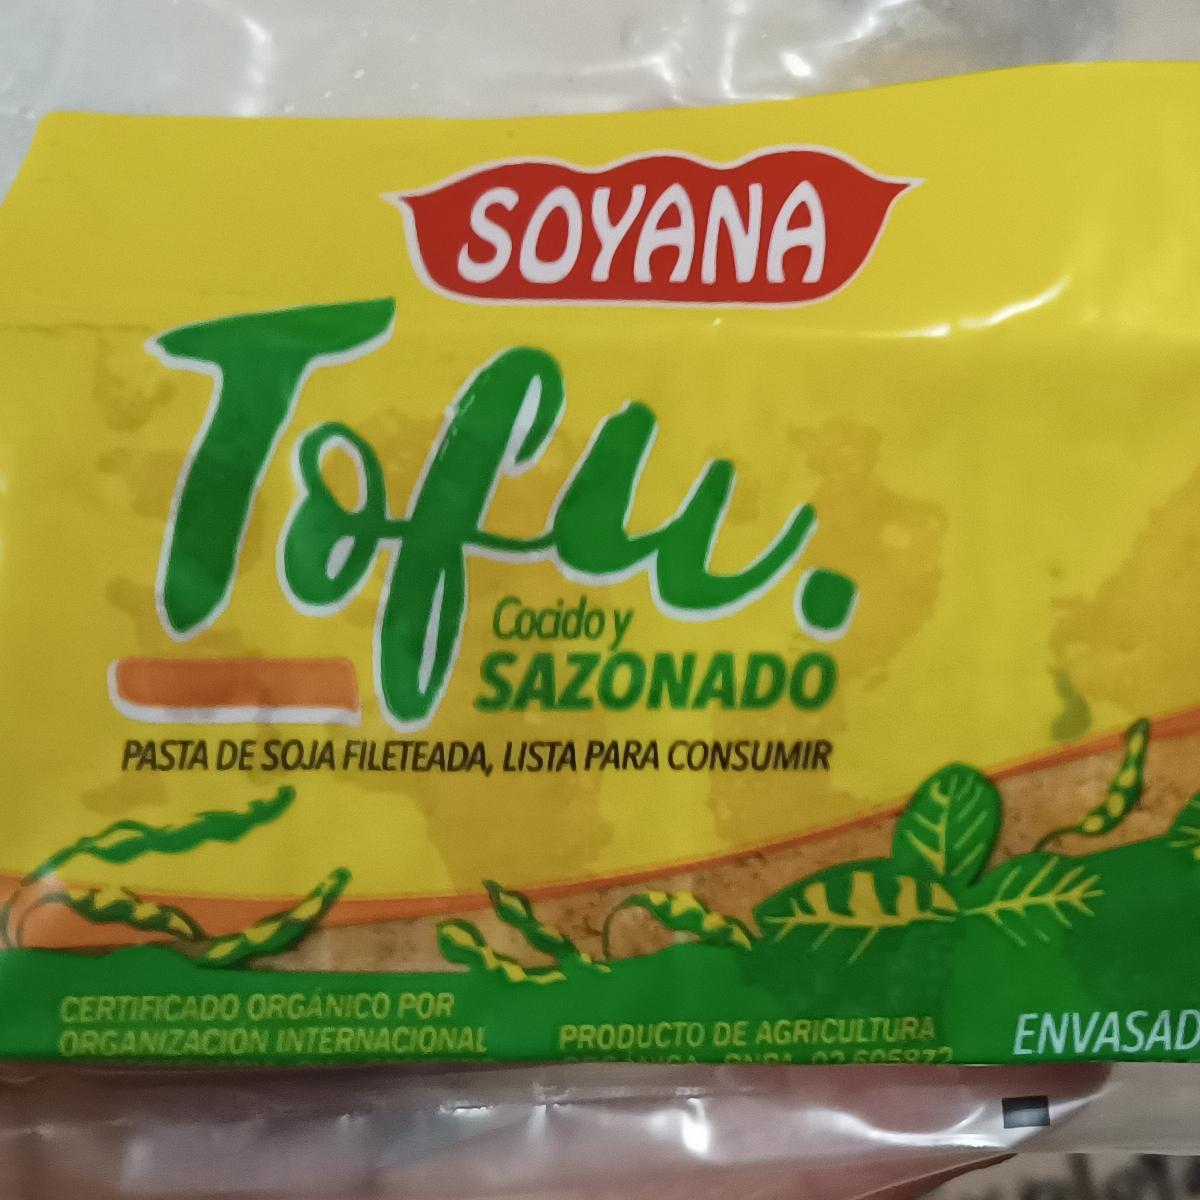 SOYANA
Tofu.
Cocido y
SAZONADO
PASTA DE SOJA FILETEADA, LISTA PARA CONSUMIR
CERTIFICADO ORGÁNICO POR
ORGANIZACIÓN INTERNACIONAL
PRODUCTO DE AGRICULTURA
ORGÁNICA
ENVASAD